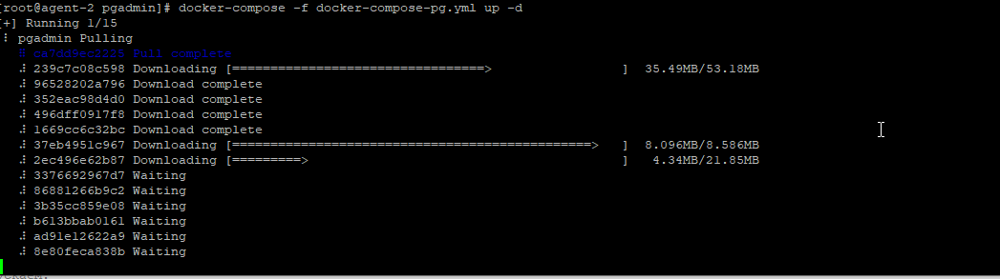 [root@agent-2 pgadmin]# docker-compose -f docker-compose-pg.yml up -d
[+] Running 1/15
⠸ pgadmin Pulling
⠿ ca7dd9ec2225 Pull complete
⠼ 239c7c08c598 Downloading [=================================>                 ]  35.49MB/53.18MB
⠼ 96528202a796 Download complete
⠼ 352eac98d4d0 Download complete
⠼ 496dff0917f8 Download complete
⠼ 1669cc6c32bc Download complete
⠼ 37eb4951c967 Downloading [===============================================>   ]  8.096MB/8.586MB
⠼ 2ec496e62b87 Downloading [=========>                                         ]  4.34MB/21.85MB
⠼ 3376692967d7 Waiting
⠼ 86881266b9c2 Waiting
⠼ 3b35cc859e08 Waiting
⠼ b613bbab0161 Waiting
⠼ ad91e12622a9 Waiting
⠼ 8e80feca838b Waiting